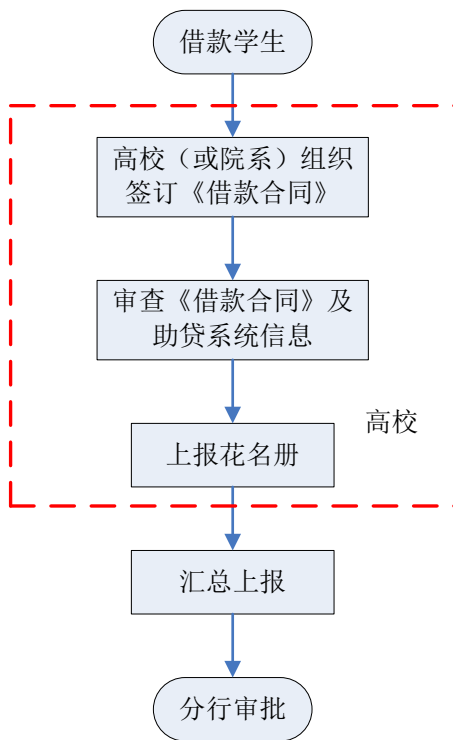 借款学生
高校（或院系）组织
签订《借款合同》
审查《借款合同》及
助贷系统信息
高校
上报花名册
汇总上报
分行审批